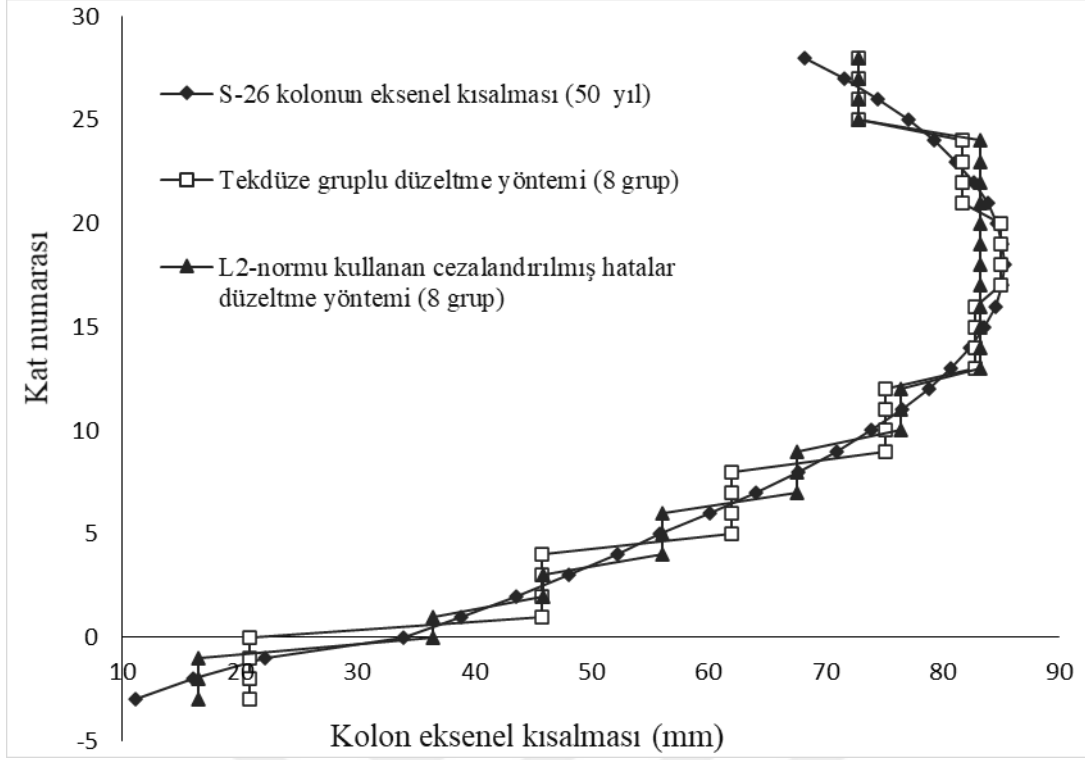 30
25
20
15
10
5
0
-5
Kat numarası
S-26 kolonun eksenel kısalması (50 yıl)
Tekdüze gruplu düzeltme yöntemi (8 grup)
L2-normu kullanan cezalandırılmış hatalar
düzeltme yöntemi (8 grup)
10 20 30 40 50 60 70 80 90
Kolon eksenel kısalması (mm)